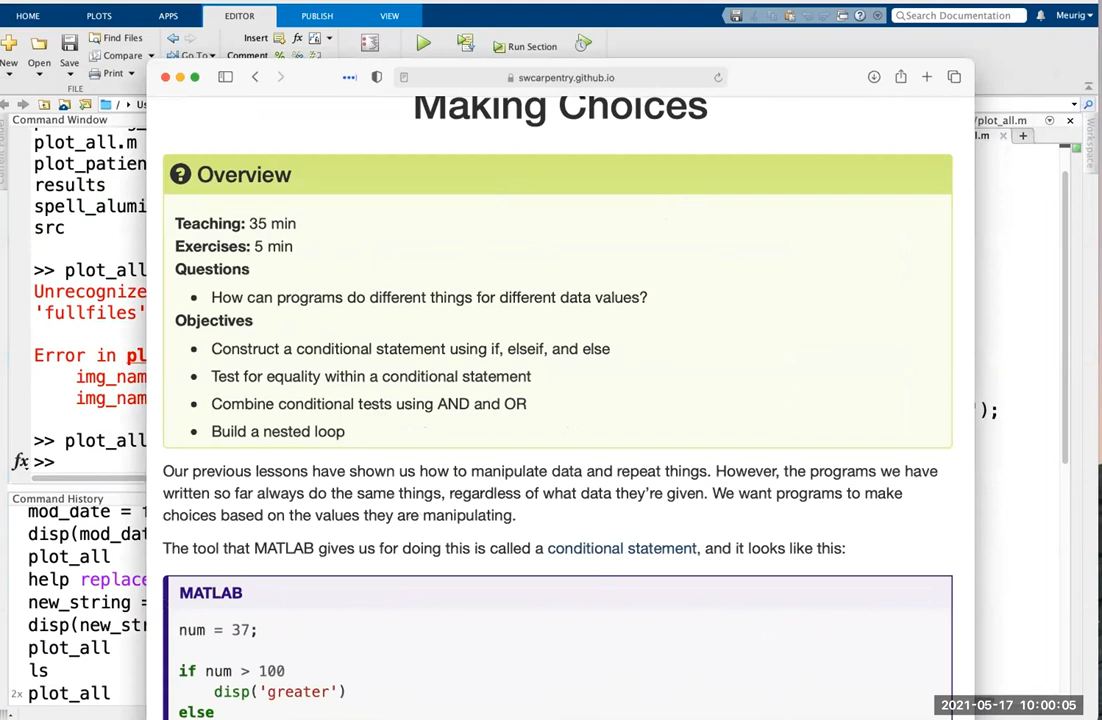 HOME PLOTS APPS EDITOR PUBLISH VIEW Search Documentation Meurig
Find Files Insert fx
Compare Go To
New Open Save Print Comment Run Section
FILE
swcarpentry.github.io
Command Window
plot_all.m
plot_patien
results
spell_alumi
src
>> plot_all
Unrecognize
'fullfiles'
Error in pl
img_nam
img_nam
>> plot_all
fx >>
Command History
mod_date = 1
disp(mod_dat
plot_all
help replace
new_string =
disp(new_str
plot_all
ls
2x plot_all
Making Choices
Overview
Teaching: 35 min
Exercises: 5 min
Questions
How can programs do different things for different data values?
Objectives
Construct a conditional statement using if, elseif, and else
Test for equality within a conditional statement
Combine conditional tests using AND and OR
Build a nested loop
Our previous lessons have shown us how to manipulate data and repeat things. However, the programs we have
written so far always do the same things, regardless of what data they're given. We want programs to make
choices based on the values they are manipulating.
The tool that MATLAB gives us for doing this is called a conditional statement, and it looks like this:
MATLAB
num = 37;
if num > 100
disp('greater')
else
/plot_all.m
l.m
Workspace
');
2021-05-17 10:00:05